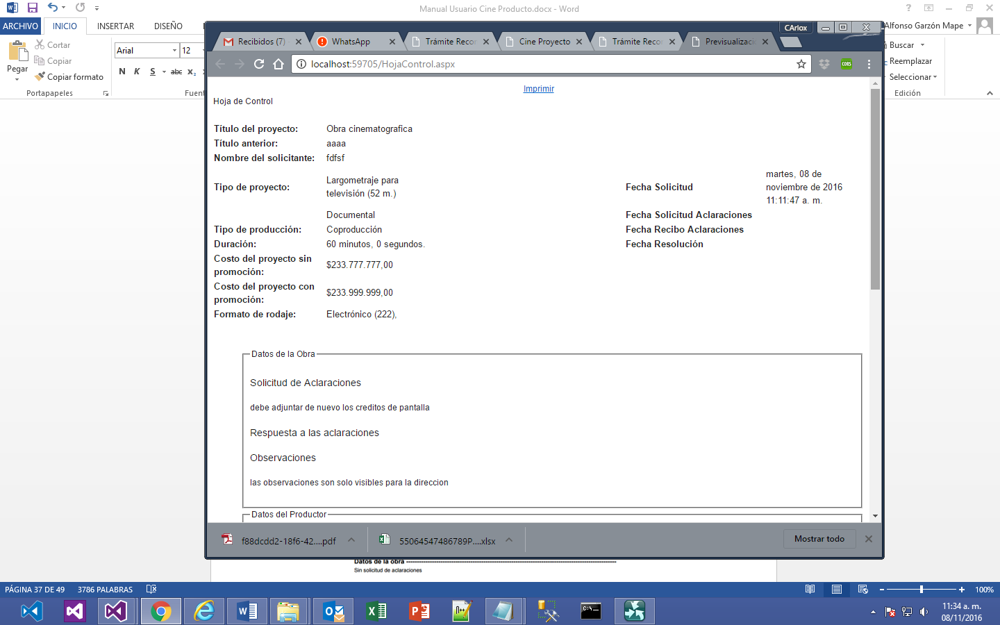 Manual Usuario Cine Producto.docx - Word
ARCHIVO INICIO INSERTAR DISEÑO
Alfonso Garzón Mape
Pegar
Cortar
Copiar
Copiar formato
Portapapeles
Arial 12
N K S abc x₂
Buscar
Reemplazar
Seleccionar
Edición
CArlox
Recibidos (7) WhatsApp Trámite Recor Cine Proyecto Trámite Recor Previsualizaci
localhost:59705/HojaControl.aspx
CORS
Imprimir
Hoja de Control
Título del proyecto: Obra cinematografica
Título anterior: aaaa
Nombre del solicitante: fdfsf
Tipo de proyecto: Largometraje para
televisión (52 m.)
Fecha Solicitud martes, 08 de
noviembre de 2016
11:11:47 a. m.
Documental Fecha Solicitud Aclaraciones
Tipo de producción: Coproducción Fecha Recibo Aclaraciones
Duración: 60 minutos, 0 segundos. Fecha Resolución
Costo del proyecto sin
promoción: $233.777.777,00
Costo del proyecto con
promoción: $233.999.999,00
Formato de rodaje: Electrónico (222),
Datos de la Obra
Solicitud de Aclaraciones
debe adjuntar de nuevo los creditos de pantalla
Respuesta a las aclaraciones
Observaciones
las observaciones son solo visibles para la direccion
Datos del Productor
f88dcdd2-18f6-42....pdf 55064547486789P....xlsx Mostrar todo
Datos de la obra
Sin solicitud de aclaraciones
PÁGINA 37 DE 49 3786 PALABRAS 100%
11:34 a. m.
08/11/2016